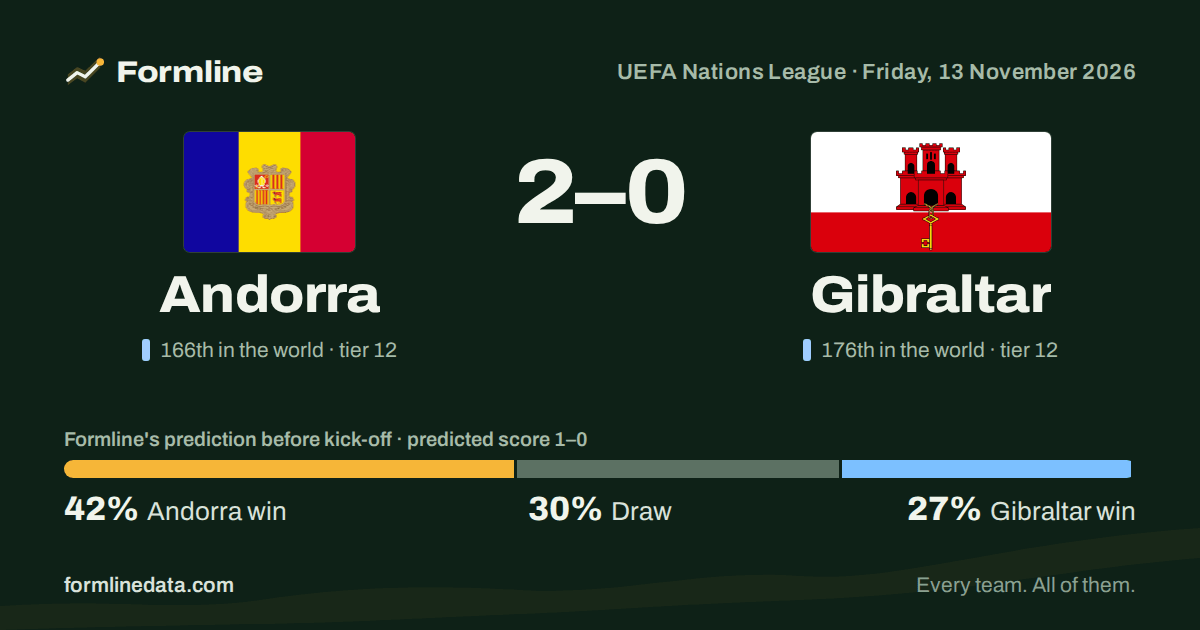 Formline
UEFA Nations League · Friday, 13 November 2026
2–0
Andorra
Gibraltar
166th in the world · tier 12
176th in the world · tier 12
Formline's prediction before kick-off · predicted score 1–0
42% Andorra win
30% Draw
27% Gibraltar win
formlinedata.com
Every team. All of them.